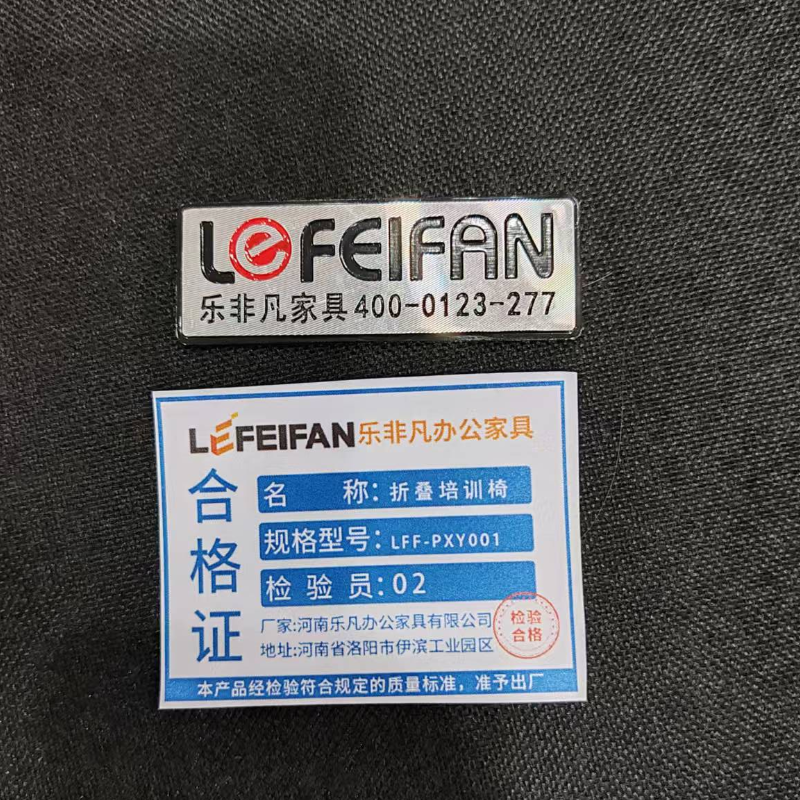 LeFEIFAN
乐非凡家具400-0123-277
LEFEIFAN乐非凡办公家具
合格证
名 称：折叠培训椅
规格型号：LFF-PXY001
检 验 员：02
厂家:河南乐凡办公家具有限公司
地址:河南省洛阳市伊滨工业园区
检验
合格
本产品经检验符合规定的质量标准，准予出厂